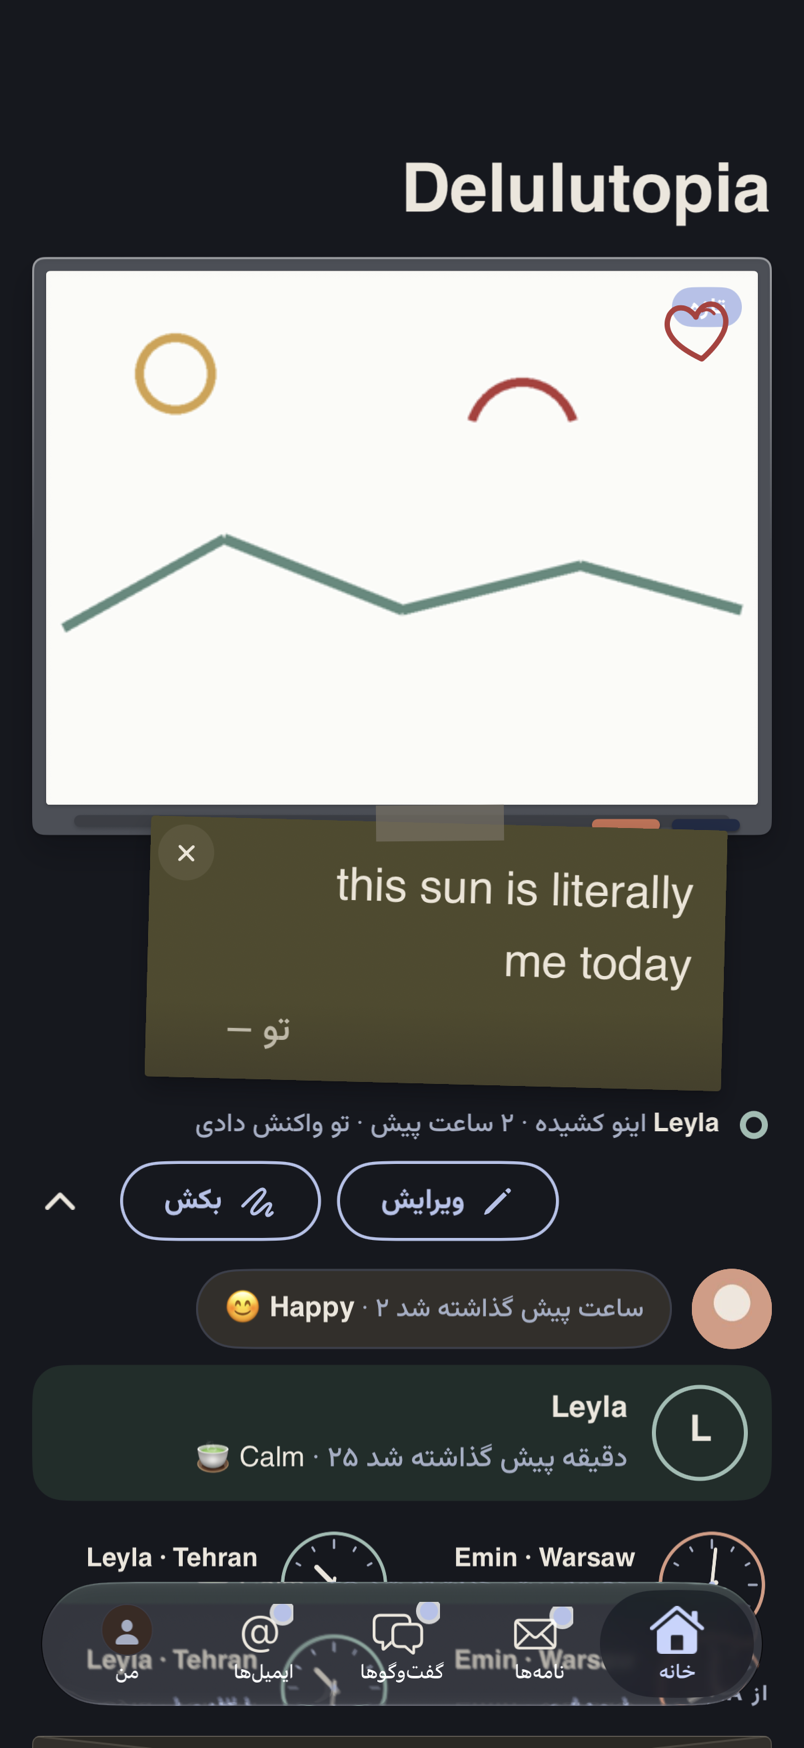 Delulutopia
تازه
this sun is literally
me today
— تو
Leyla اینو کشیده · ۲ ساعت پیش · تو واکنش دادی
ویرایش
بکش
😊 Happy · ۲ ساعت پیش گذاشته شد
L
Leyla
🍵 Calm · ۲۵ دقیقه پیش گذاشته شد
Emin · Warsaw
Leyla · Tehran
خانه
نامه‌ها
گفت‌وگوها
ایمیل‌ها
من